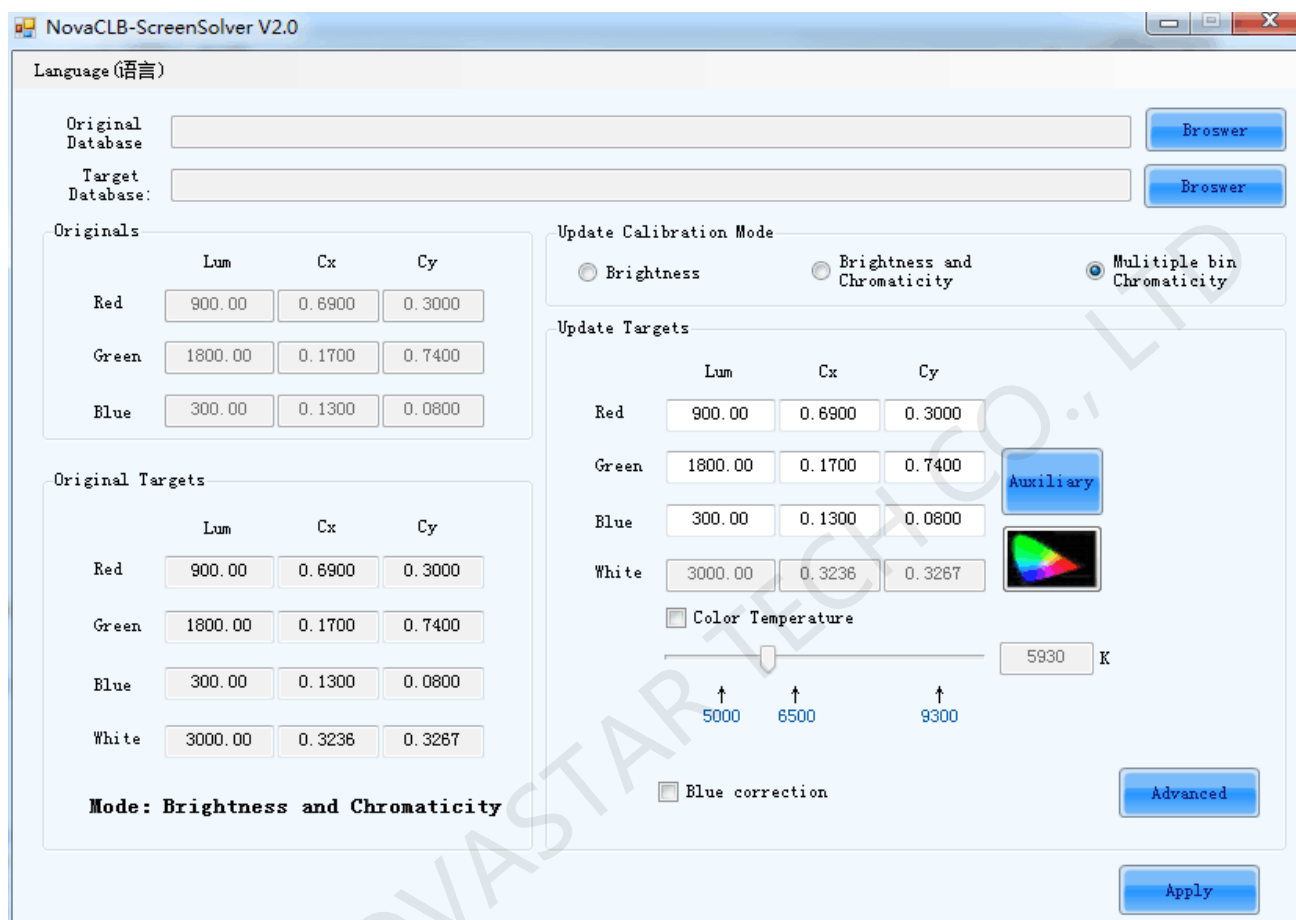 NovaCLB-ScreenSolver V2.0
Language(语言)
Original
Database
Broswer
Target
Database:
Broswer
Originals
Lum Cx Cy
Red 900.00 0.6900 0.3000
Green 1800.00 0.1700 0.7400
Blue 300.00 0.1300 0.0800
Original Targets
Lum Cx Cy
Red 900.00 0.6900 0.3000
Green 1800.00 0.1700 0.7400
Blue 300.00 0.1300 0.0800
White 3000.00 0.3236 0.3267
Mode: Brightness and Chromaticity
Update Calibration Mode
Brightness
Brightness and
Chromaticity
Mulitiple bin
Chromaticity
Update Targets
Lum Cx Cy
Red 900.00 0.6900 0.3000
Green 1800.00 0.1700 0.7400
Blue 300.00 0.1300 0.0800
White 3000.00 0.3236 0.3267
Auxiliary
Color Temperature
5930 K
5000 6500 9300
Blue correction
Advanced
Apply
OVASTAR TECH CO., LTD